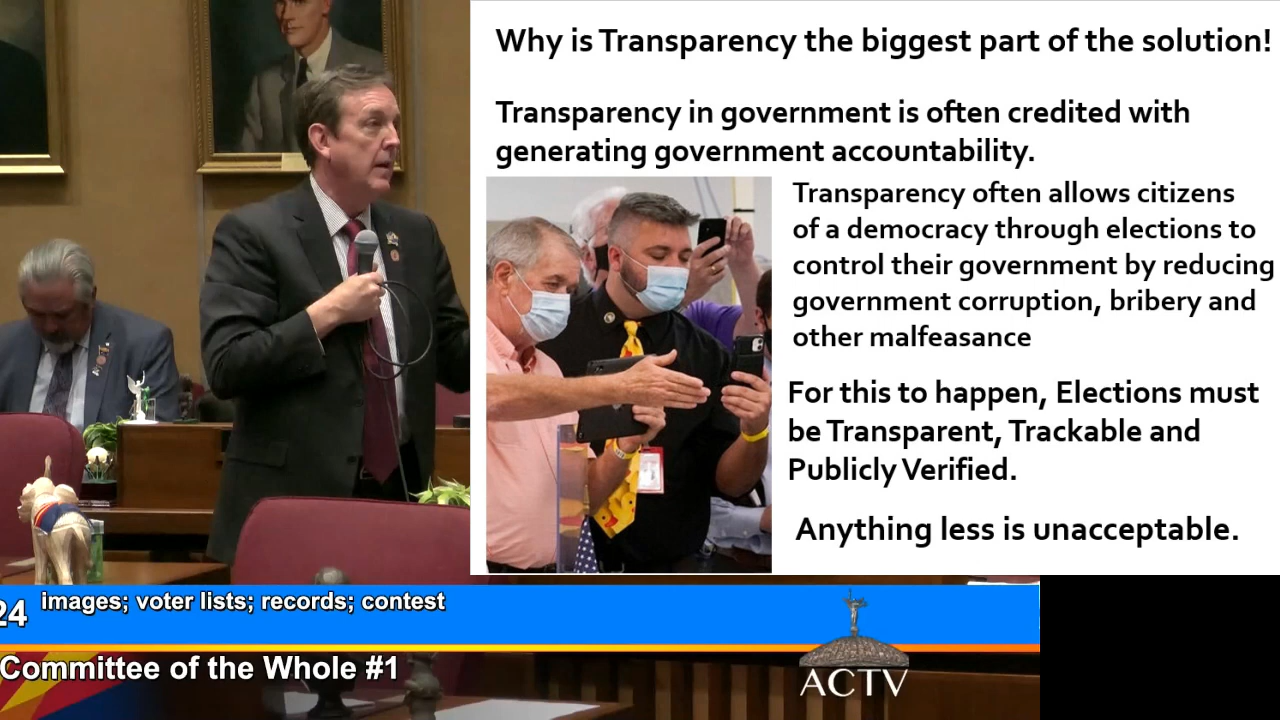 Why is Transparency the biggest part of the solution!
Transparency in government is often credited with
generating government accountability.
Transparency often allows citizens
of a democracy through elections to
control their government by reducing
government corruption, bribery and
other malfeasance
For this to happen, Elections must
be Transparent, Trackable and
Publicly Verified.
Anything less is unacceptable.
24 images; voter lists; records; contest
Committee of the Whole #1
ACTV